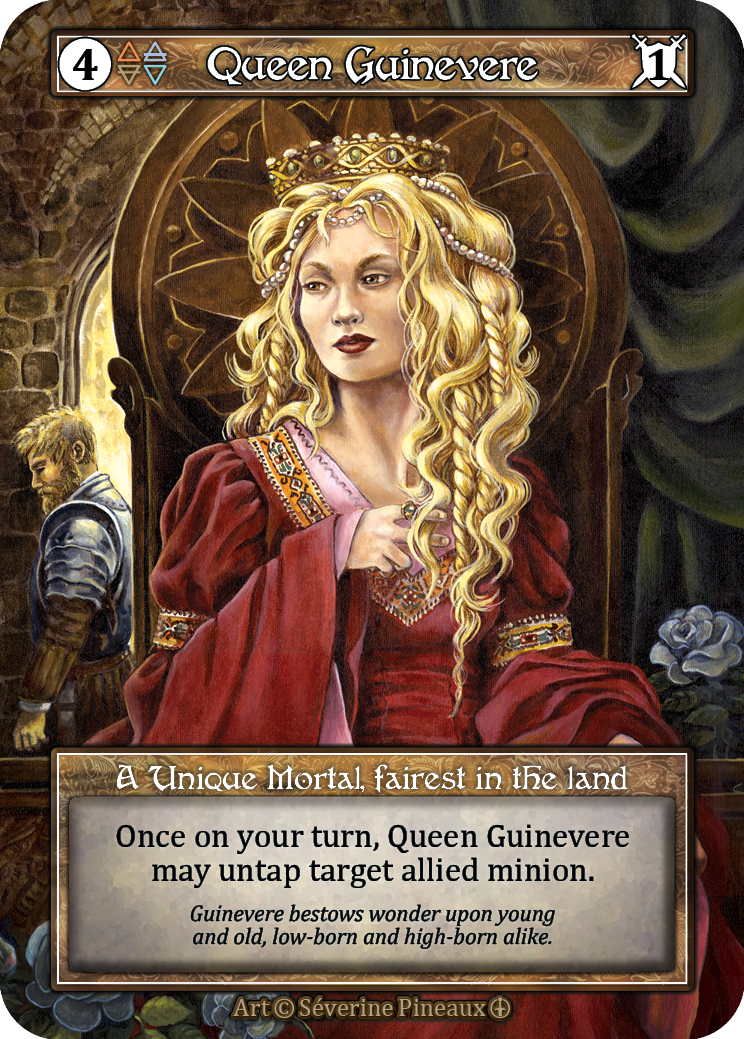 4 Queen Guinevere 1
A Unique Mortal, fairest in the land
Once on your turn, Queen Guinevere
may untap target allied minion.
Guinevere bestows wonder upon young
and old, low-born and high-born alike.
Art © Séverine Pineaux